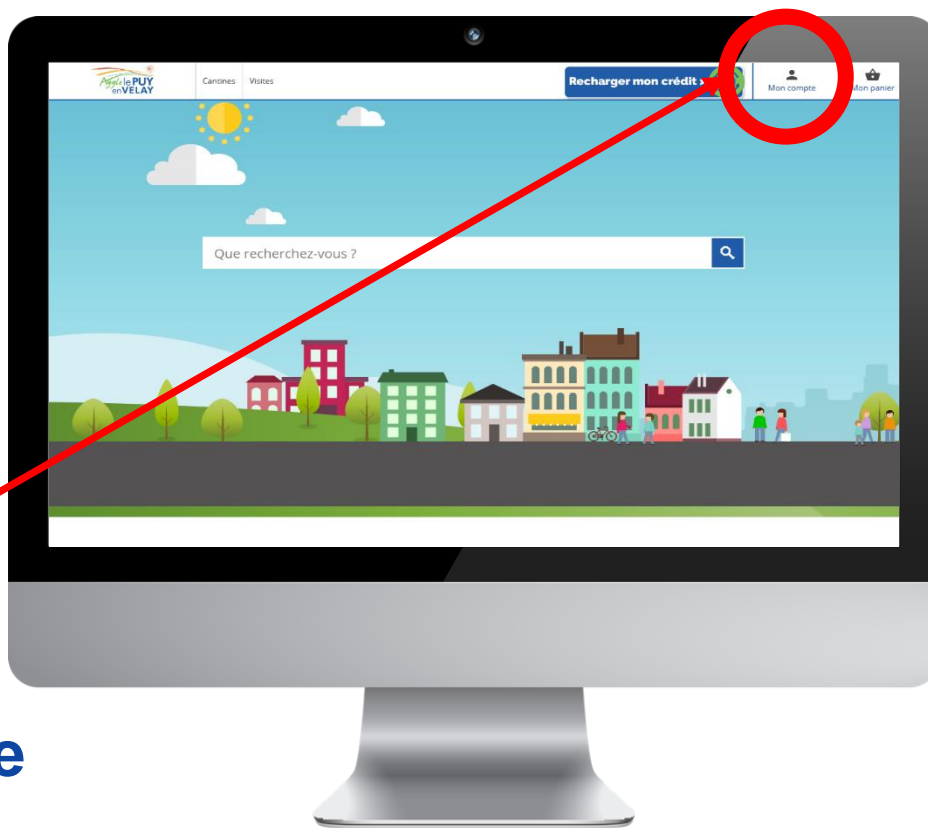 Agglo le PUY
en VELAY
Cantines
Visites
Recharger mon crédit
Mon compte
Mon panier
Que recherchez-vous ?
e